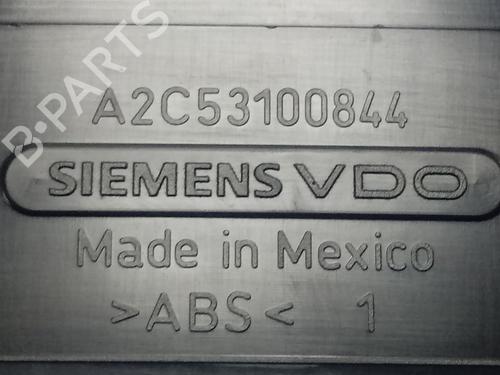 A2C53100844
SIEMENS VDO
Made in Mexico
>ABS< 1
B-PARTS